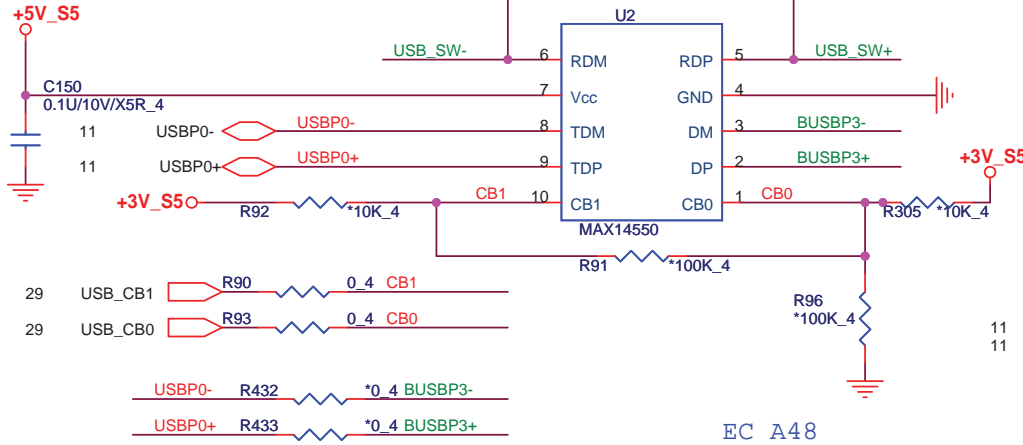 +5V_S5
U2
USB_SW-
6
RDM
RDP
5
USB_SW+
C150
0.1U/10V/X5R_4
7
Vcc
GND
4
11
USBP0-
USBP0-
8
TDM
DM
3
BUSBP3-
11
USBP0+
USBP0+
9
TDP
DP
2
BUSBP3+
+3V_S5
+3V_S5
R92
*10K_4
CB1
10
CB1
CB0
1
CB0
R305
*10K_4
MAX14550
R91
*100K_4
29
USB_CB1
R90
0_4
CB1
29
USB_CB0
R93
0_4
CB0
R96
*100K_4
11
11
USBP0-
R432
*0_4
BUSBP3-
USBP0+
R433
*0_4
BUSBP3+
EC A48